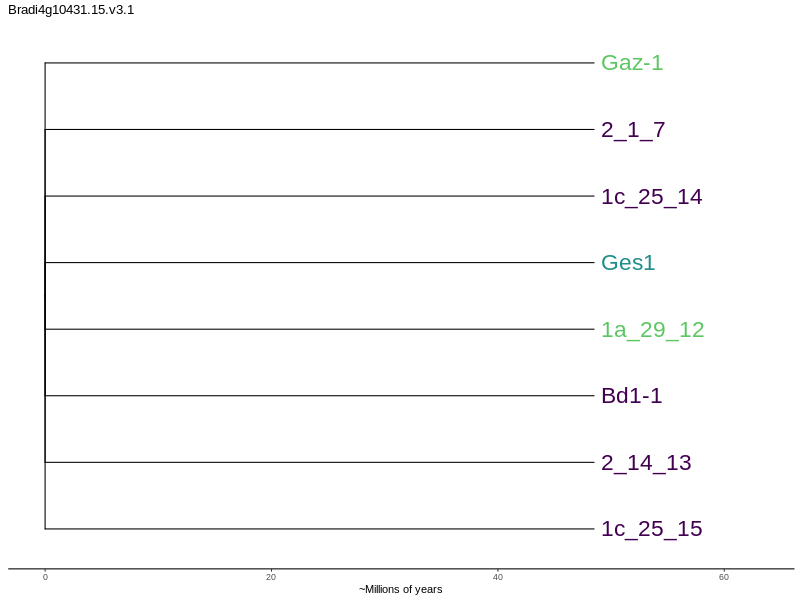 Bradi4g10431.15.v3.1
Gaz-1
2_1_7
1c_25_14
Ges1
1a_29_12
Bd1-1
2_14_13
1c_25_15
0 20 40 60
~Millions of years